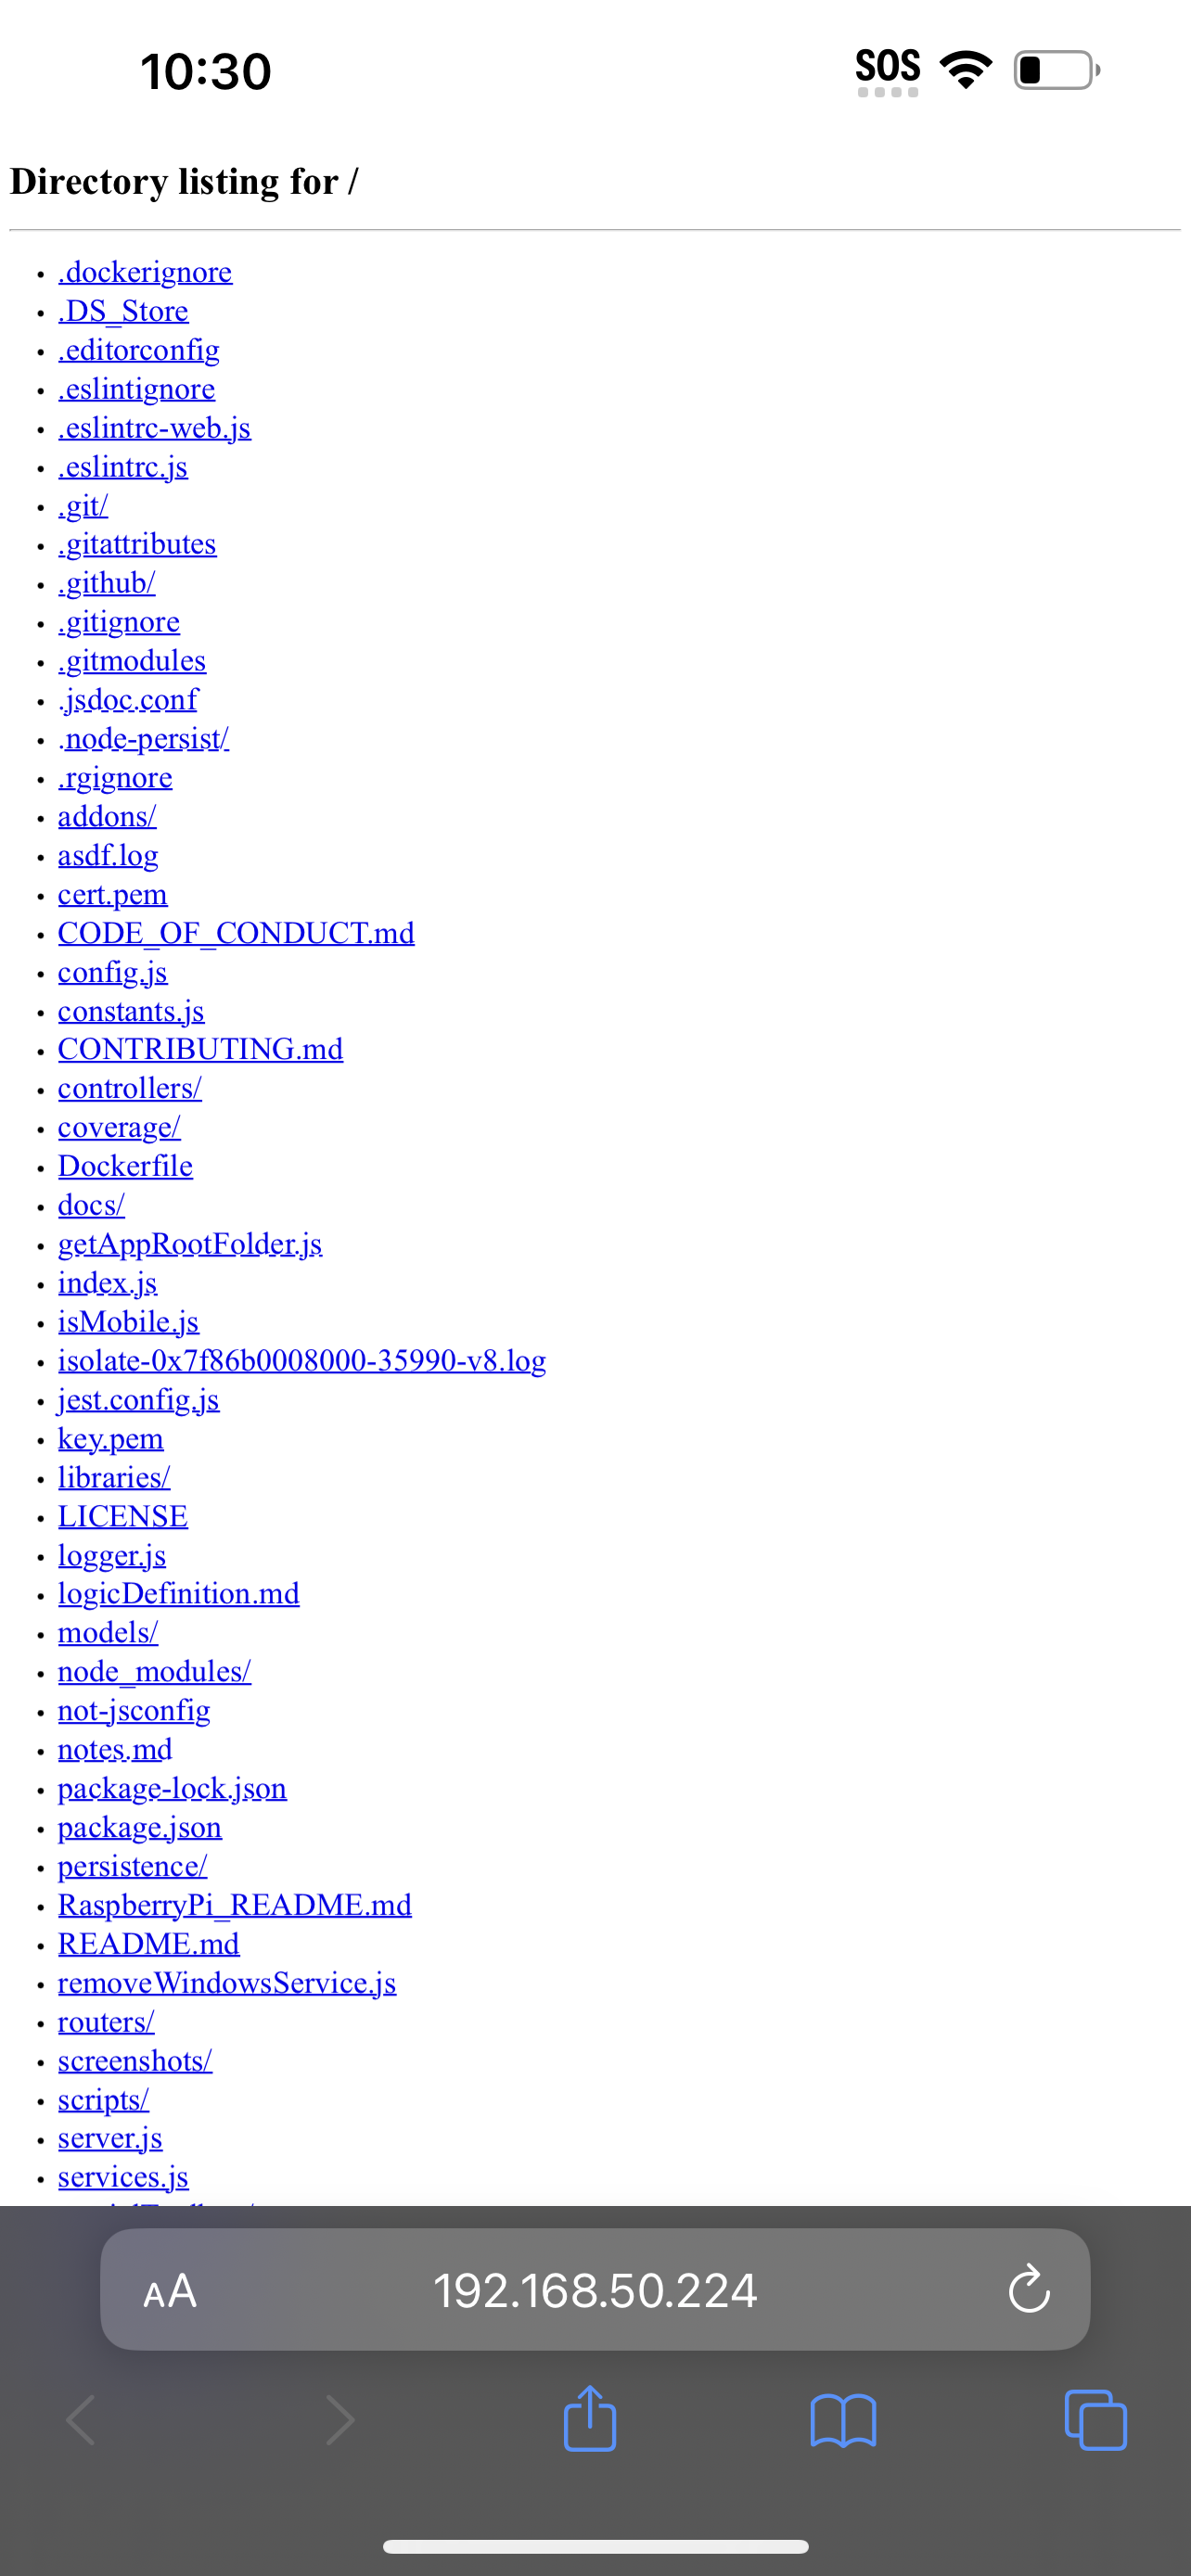 10:30
SOS
Directory listing for /
.dockerignore
.DS_Store
.editorconfig
.eslintignore
.eslintrc-web.js
.eslintrc.js
.git/
.gitattributes
.github/
.gitignore
.gitmodules
.jsdoc.conf
.node-persist/
.rgignore
addons/
asdf.log
cert.pem
CODE_OF_CONDUCT.md
config.js
constants.js
CONTRIBUTING.md
controllers/
coverage/
Dockerfile
docs/
getAppRootFolder.js
index.js
isMobile.js
isolate-0x7f86b0008000-35990-v8.log
jest.config.js
key.pem
libraries/
LICENSE
logger.js
logicDefinition.md
models/
node_modules/
not-jsconfig
notes.md
package-lock.json
package.json
persistence/
RaspberryPi_README.md
README.md
removeWindowsService.js
routers/
screenshots/
scripts/
server.js
services.js
AA 192.168.50.224